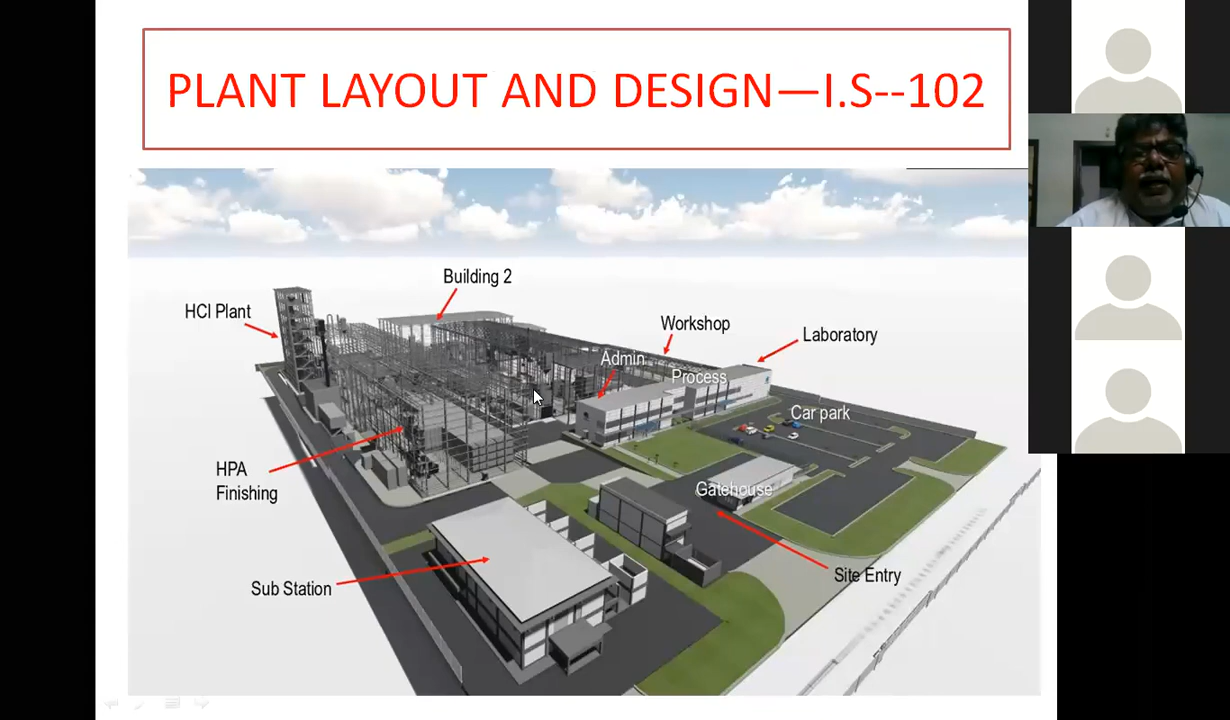 PLANT LAYOUT AND DESIGN—I.S--102
Building 2
HCl Plant
Workshop
Laboratory
Admin
Process
Car park
HPA
Finishing
Gatehouse
Site Entry
Sub Station